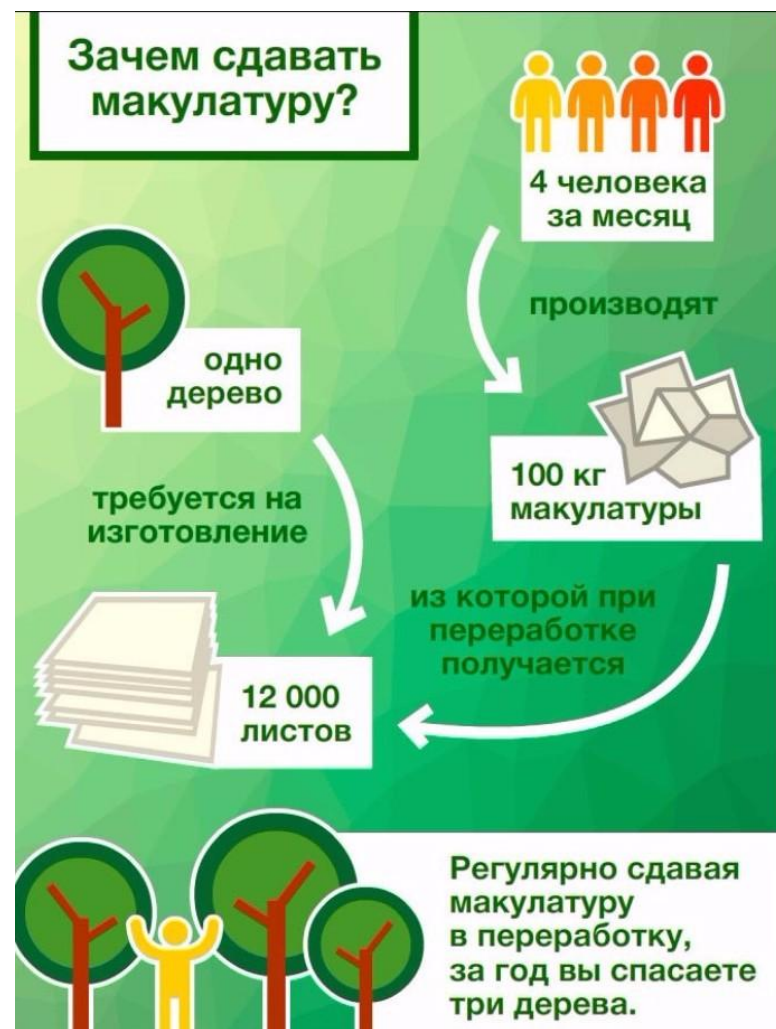 Зачем сдавать
макулатуру?
4 человека
за месяц
производят
100 кг
макулатуры
из которой при
переработке
получается
одно
дерево
требуется на
изготовление
12 000
листов
Регулярно сдавая
макулатуру
в переработку,
за год вы спасаете
три дерева.